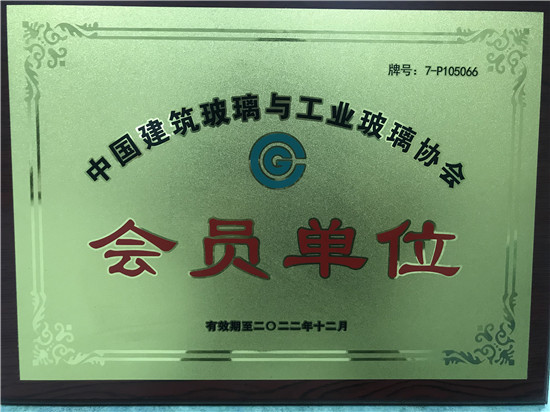 牌号：7-P105066
中国建筑玻璃与工业玻璃协会
会员单位
有效期至二〇二二年十二月